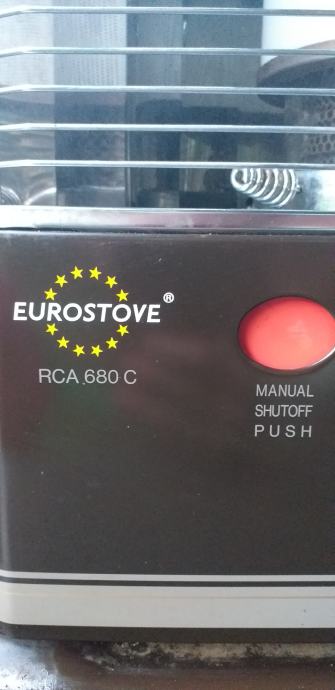 EUROSTOVE®
RCA 680 C
MANUAL
SHUTOFF
PUSH